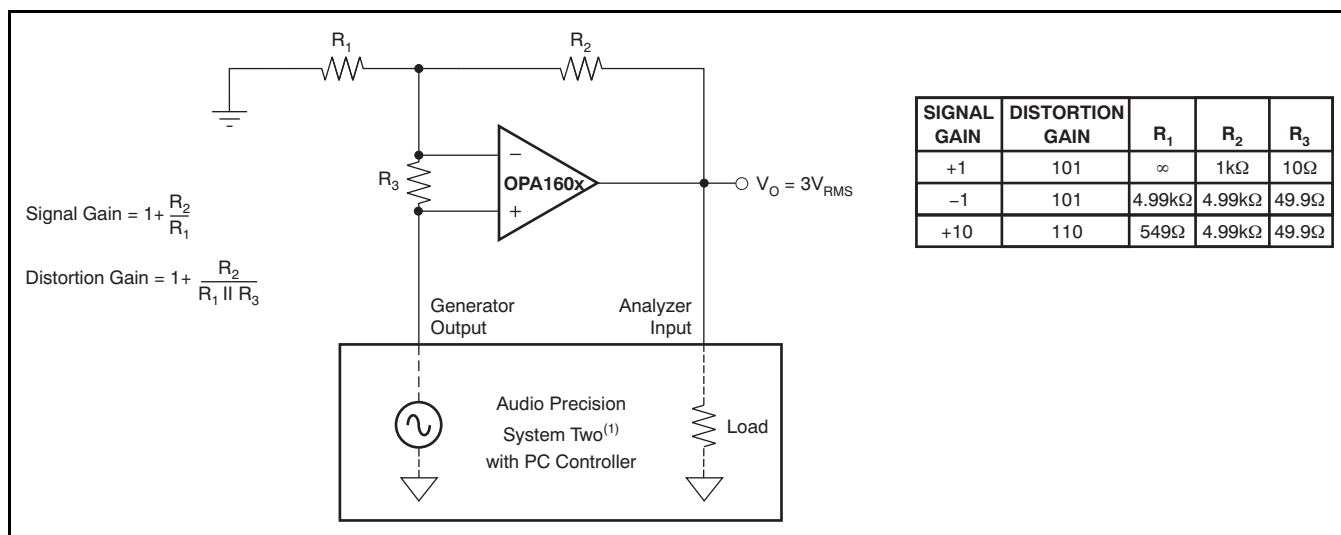 R1
R2
R3
−
OPA160x
+
VO = 3VRMS
Signal Gain = 1+ R2
R1
Distortion Gain = 1+ R2
R1 II R3
Generator
Output
Analyzer
Input
Audio Precision
System Two(1)
with PC Controller
Load
SIGNAL GAIN DISTORTION GAIN R1 R2 R3
+1 101 ∞ 1kΩ 10Ω
−1 101 4.99kΩ 4.99kΩ 49.9Ω
+10 110 549Ω 4.99kΩ 49.9Ω